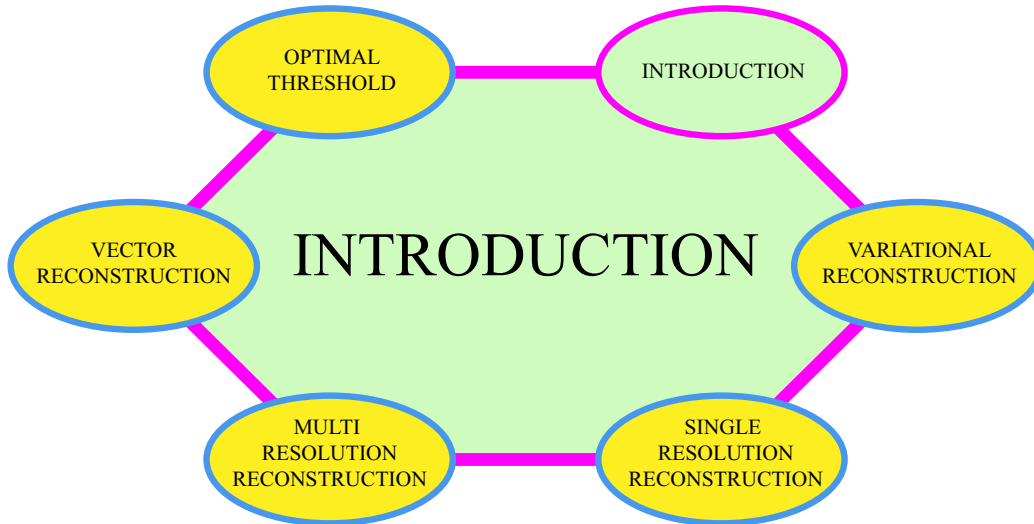 OPTIMAL
THRESHOLD
INTRODUCTION
VECTOR
RECONSTRUCTION
INTRODUCTION
VARIATIONAL
RECONSTRUCTION
MULTI
RESOLUTION
RECONSTRUCTION
SINGLE
RESOLUTION
RECONSTRUCTION